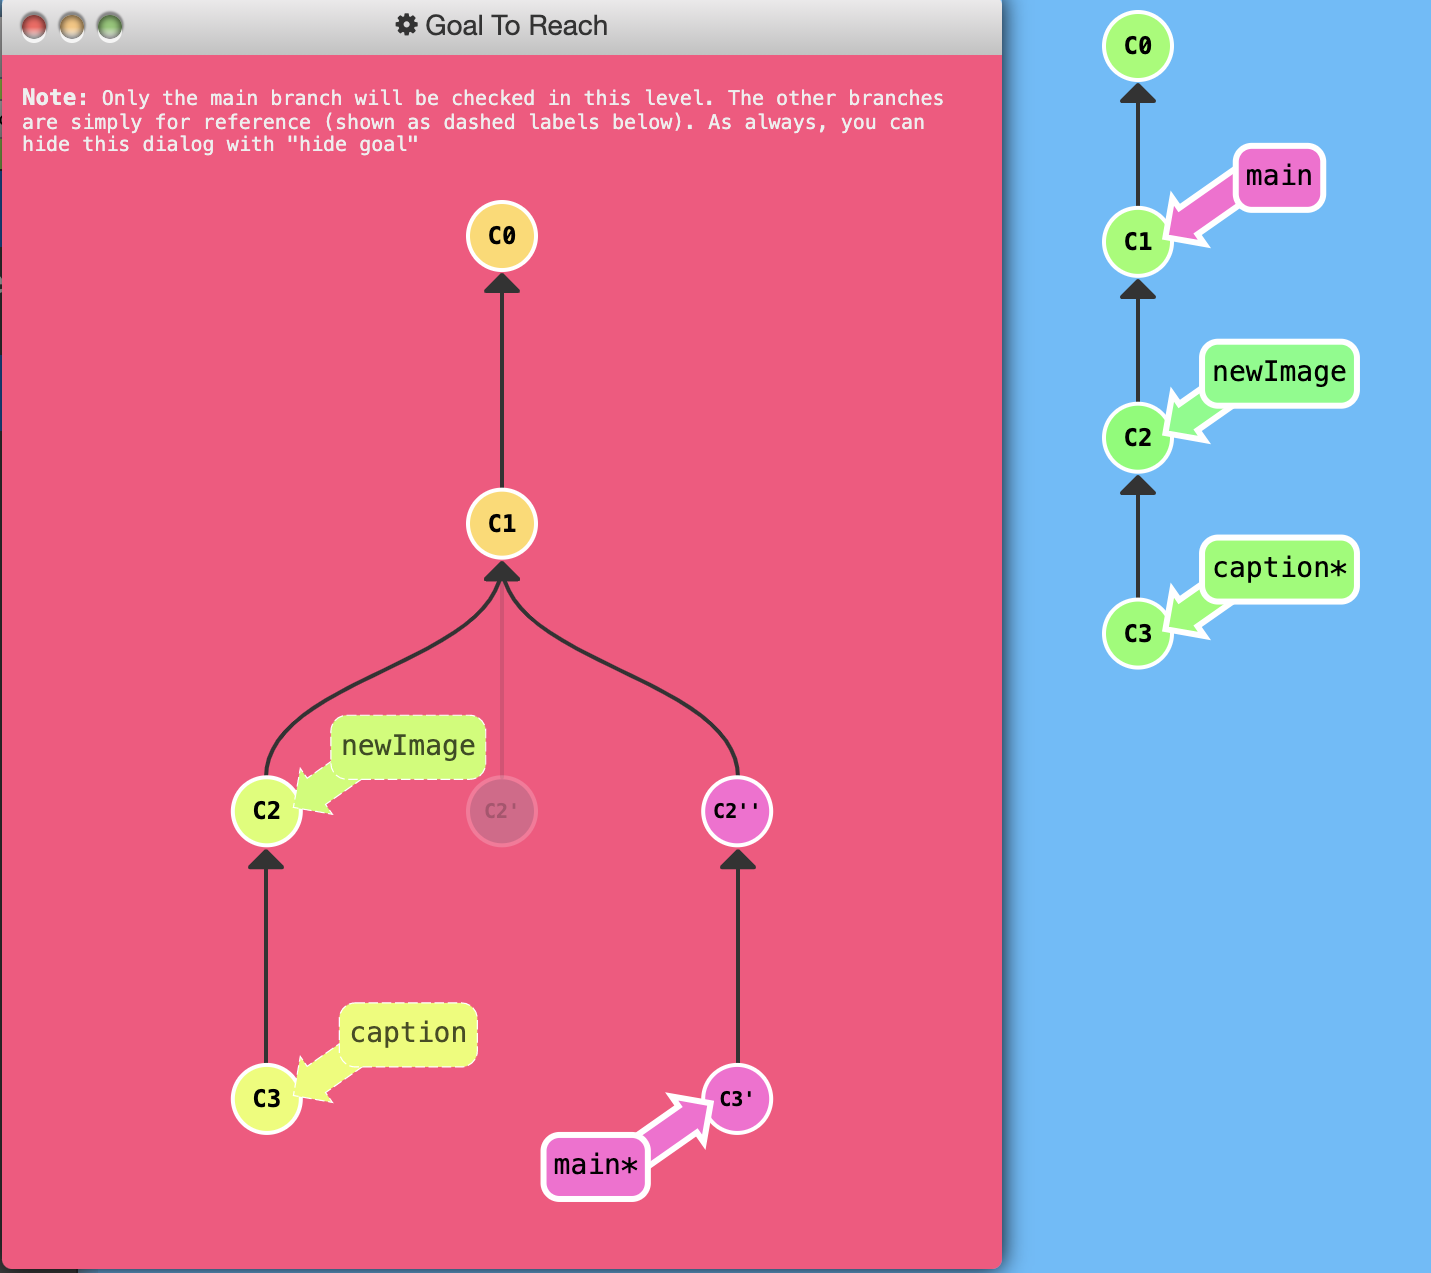 Goal To Reach
Note: Only the main branch will be checked in this level. The other branches
are simply for reference (shown as dashed labels below). As always, you can
hide this dialog with "hide goal"
C0
C1
newImage
C2
C2'
C2''
caption
C3
C3'
main*
C0
main
C1
newImage
C2
caption*
C3